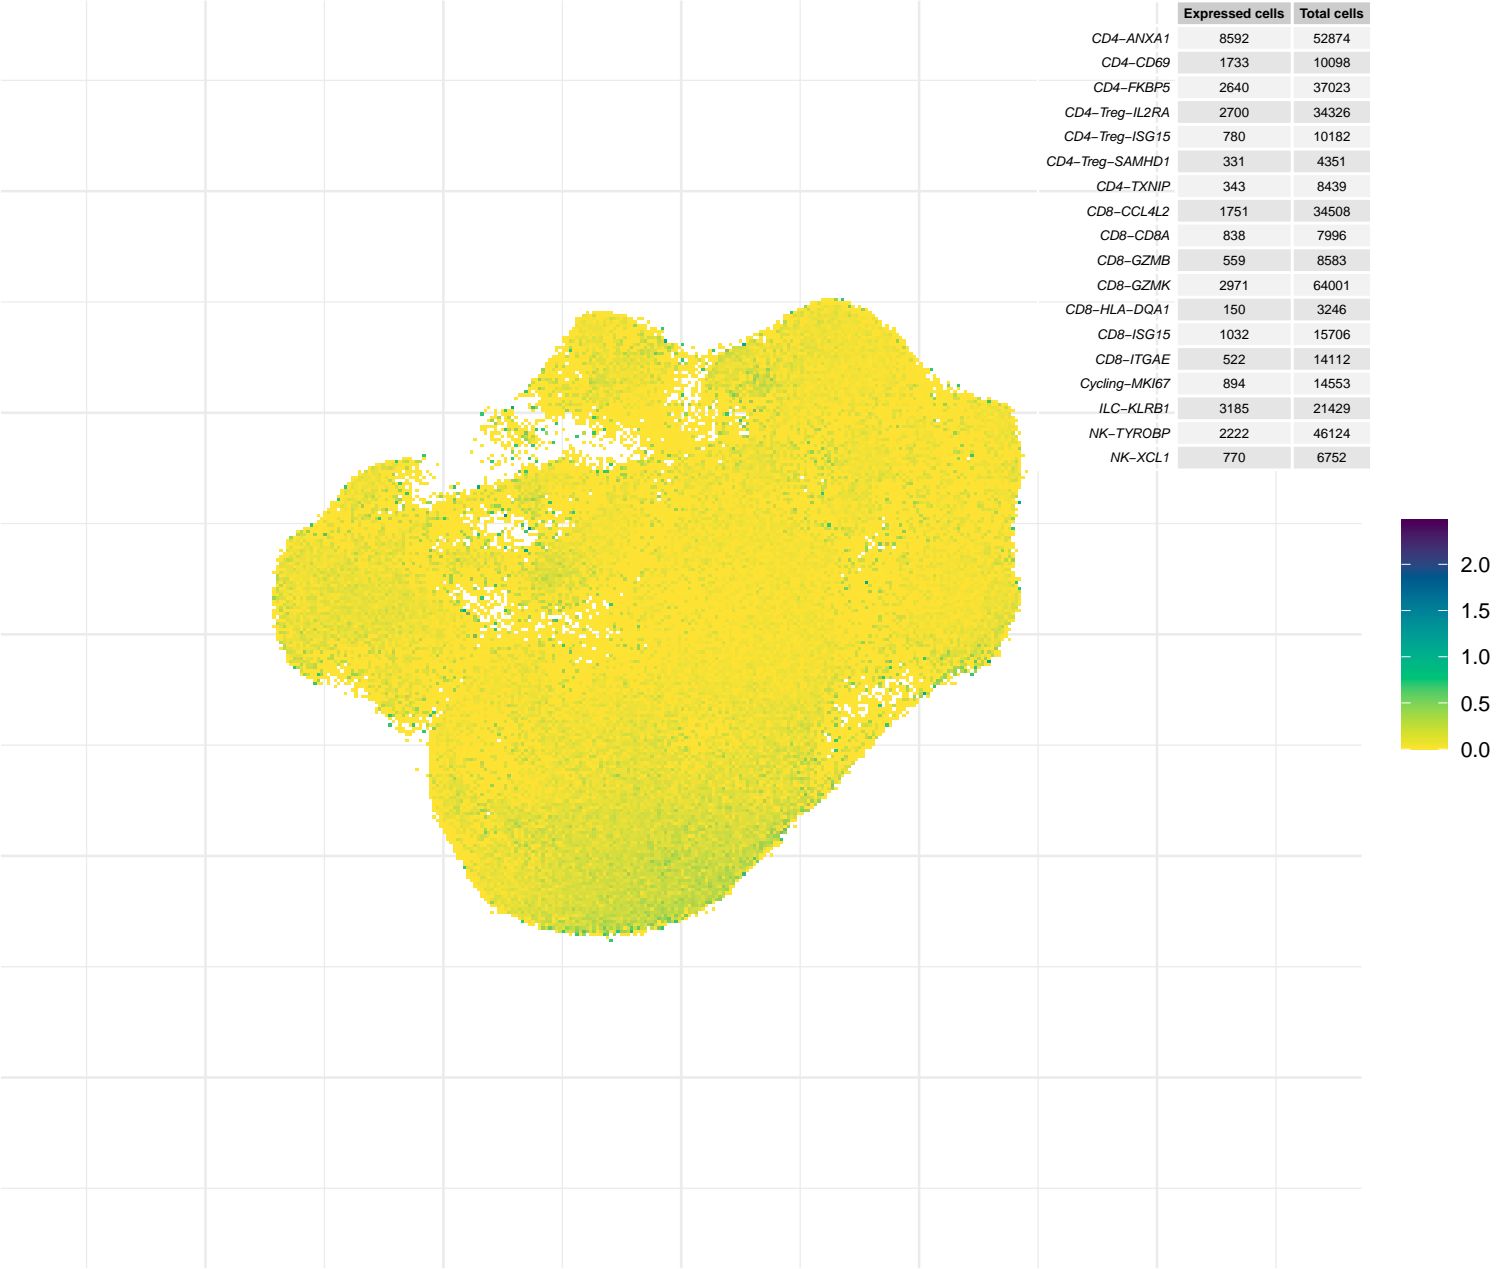 Expressed cells Total cells
CD4−ANXA1 8592 52874
CD4−CD69 1733 10098
CD4−FKBP5 2640 37023
CD4−Treg−IL2RA 2700 34326
CD4−Treg−ISG15 780 10182
CD4−Treg−SAMHD1 331 4351
CD4−TXNIP 343 8439
CD8−CCL4L2 1751 34508
CD8−CD8A 838 7996
CD8−GZMB 559 8583
CD8−GZMK 2971 64001
CD8−HLA−DQA1 150 3246
CD8−ISG15 1032 15706
CD8−ITGAE 522 14112
Cycling−MKI67 894 14553
ILC−KLRB1 3185 21429
NK−TYROBP 2222 46124
NK−XCL1 770 6752
2.0
1.5
1.0
0.5
0.0